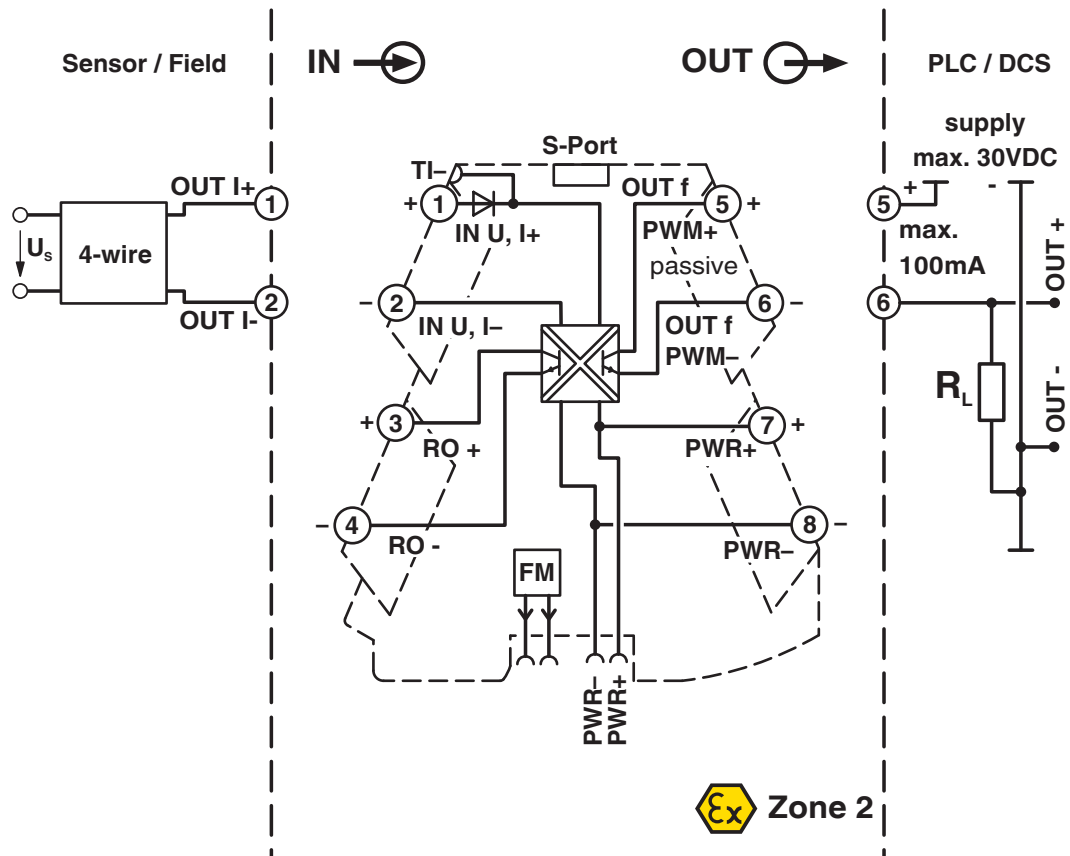 Sensor / Field
IN
OUT
PLC / DCS
supply
max. 30VDC
+
-
S-Port
TI–
OUT f
OUT I+
1
+
1
IN U, I+
5
+
PWM+
5
max.
100mA
Us
4-wire
passive
OUT +
2
OUT I-
–
2
IN U, I–
6
–
OUT f
PWM–
6
RL
OUT -
+
3
RO +
7
+
PWR+
–
4
RO -
8
–
PWR–
FM
PWR–
PWR+
Ex
Zone 2